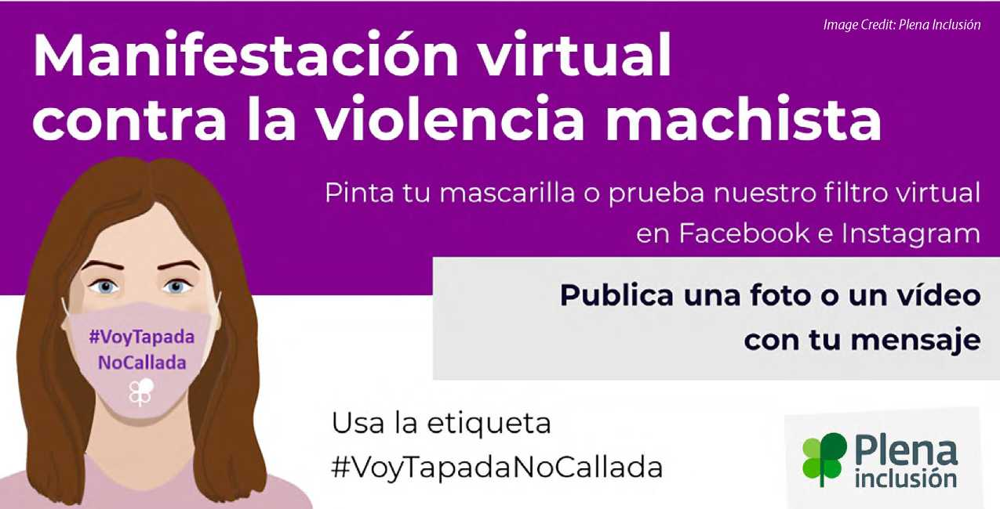 Image Credit: Plena Inclusión
Manifestación virtual
contra la violencia machista
Pinta tu mascarilla o prueba nuestro filtro virtual
en Facebook e Instagram
Publica una foto o un vídeo
con tu mensaje
#VoyTapada
NoCallada
Usa la etiqueta
#VoyTapadaNoCallada
Plena
inclusión